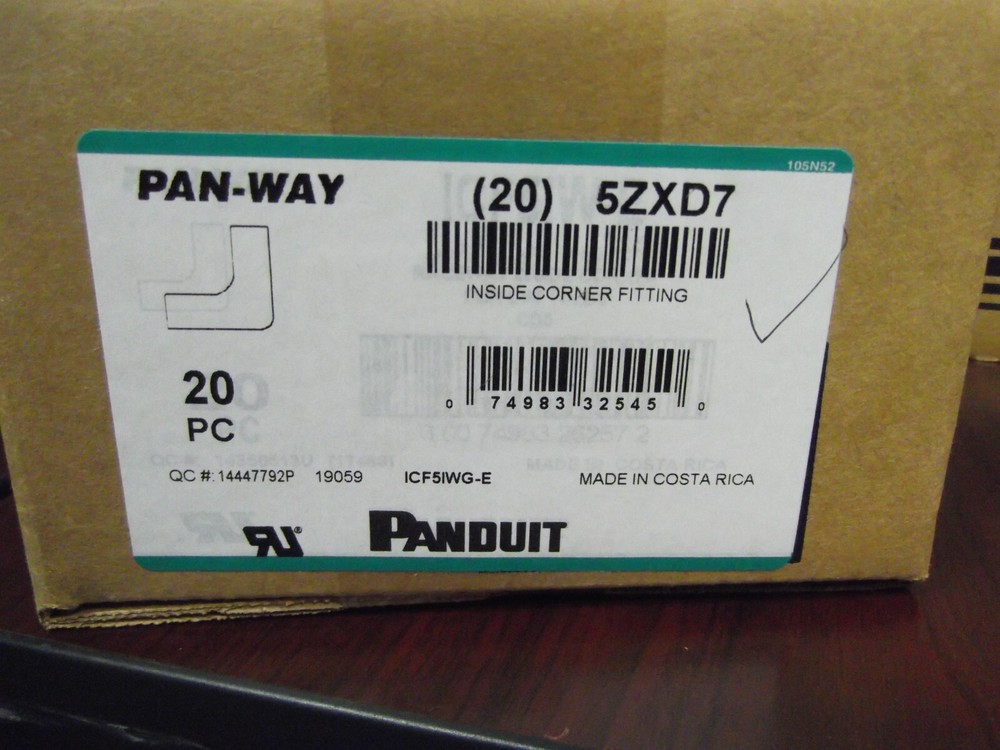 105N52
PAN-WAY
(20) 5ZXD7
INSIDE CORNER FITTING
20
PC
0 74983 32545 0
QC #: 14447792P 19059 ICF5IWG-E MADE IN COSTA RICA
RU®
PANDUIT